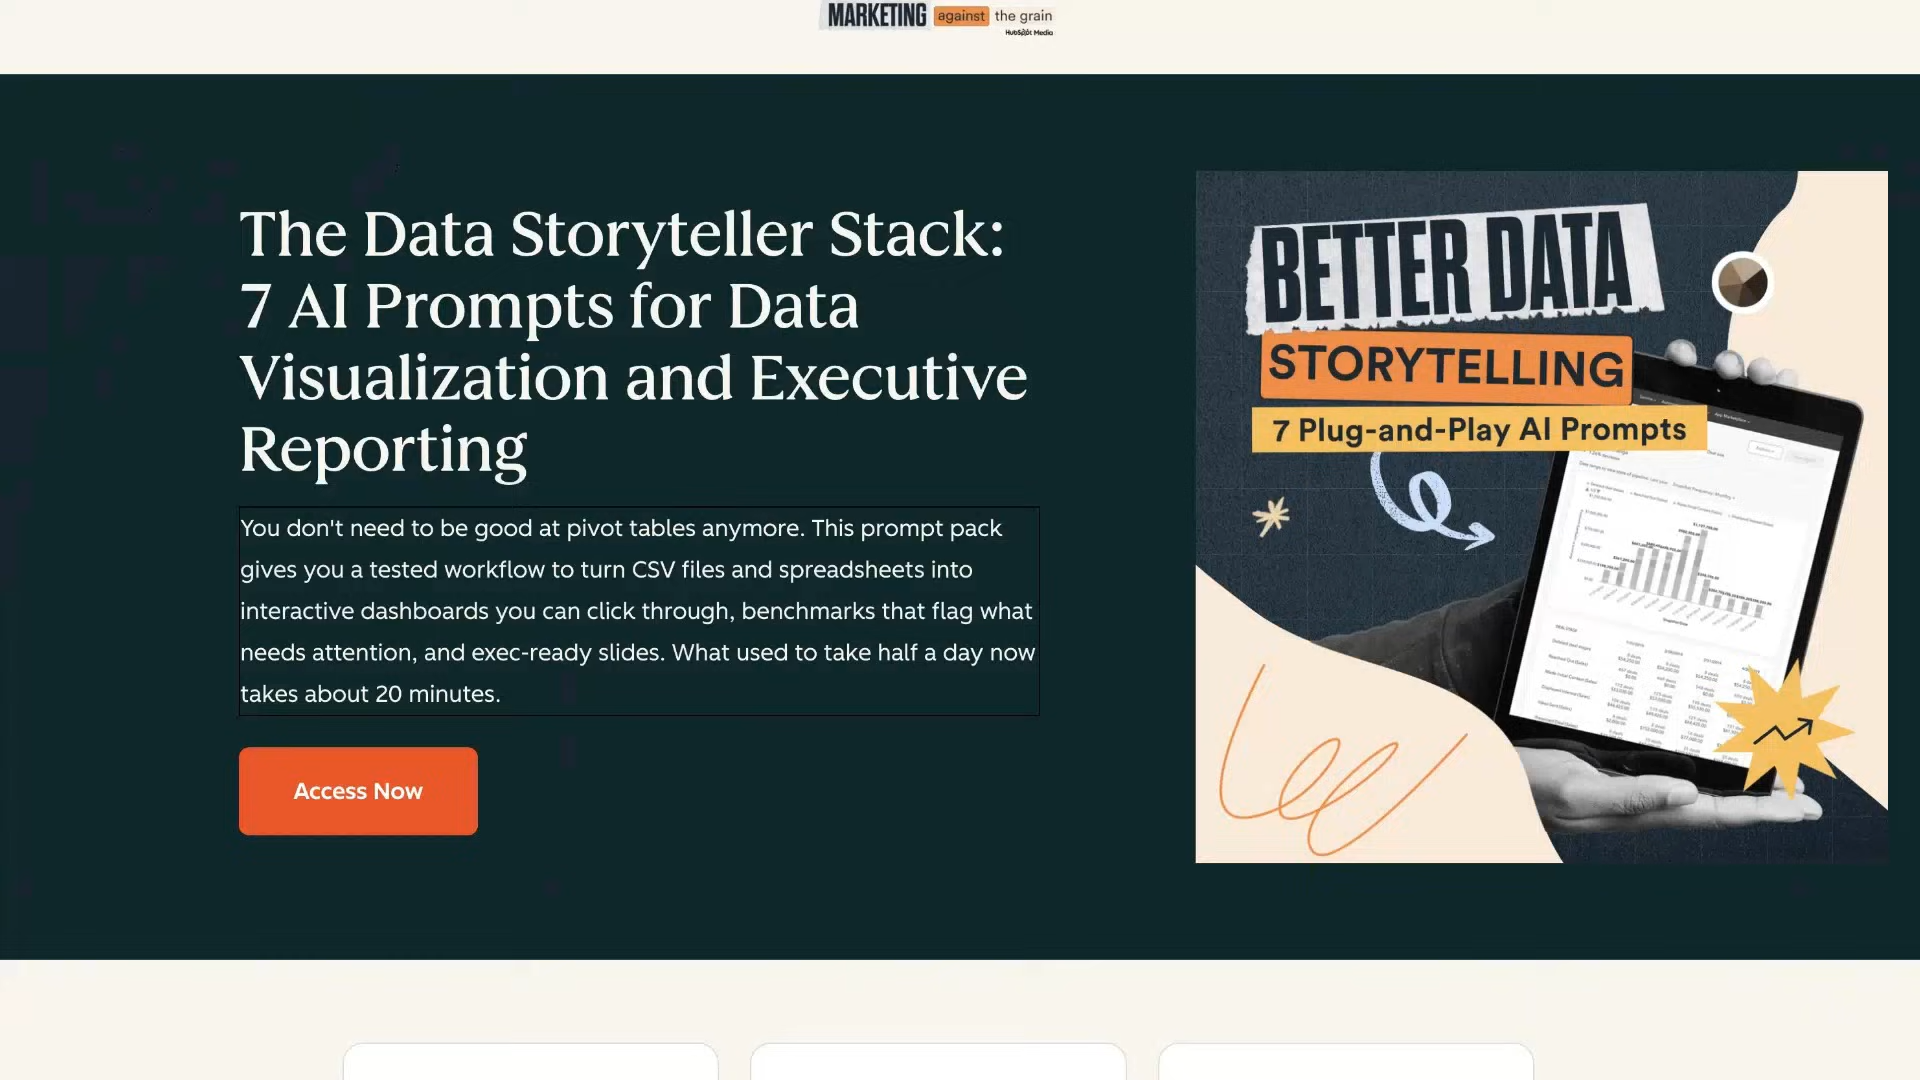 MARKETING against the grain
HubSpot Media
The Data Storyteller Stack:
7 AI Prompts for Data
Visualization and Executive
Reporting
You don't need to be good at pivot tables anymore. This prompt pack
gives you a tested workflow to turn CSV files and spreadsheets into
interactive dashboards you can click through, benchmarks that flag what
needs attention, and exec-ready slides. What used to take half a day now
takes about 20 minutes.
Access Now
BETTER DATA
STORYTELLING
7 Plug-and-Play AI Prompts